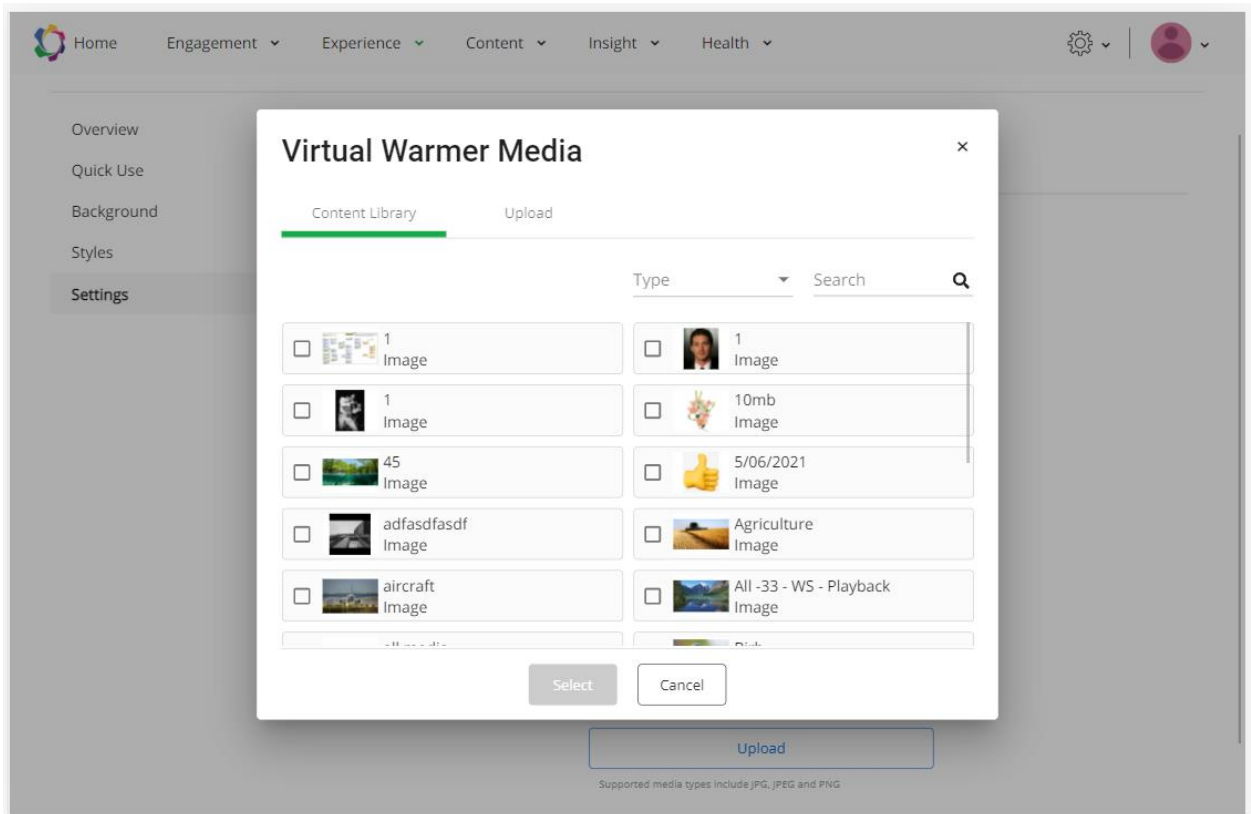 Home Engagement Experience Content Insight Health
Overview
Quick Use
Background
Styles
Settings
Virtual Warmer Media
×
Content Library Upload
Type Search
1
Image
1
Image
1
Image
10mb
Image
45
Image
5/06/2021
Image
adfasdfasdf
Image
Agriculture
Image
aircraft
Image
All -33 - WS - Playback
Image
Select Cancel
Upload
Supported media types include JPG, JPEG and PNG